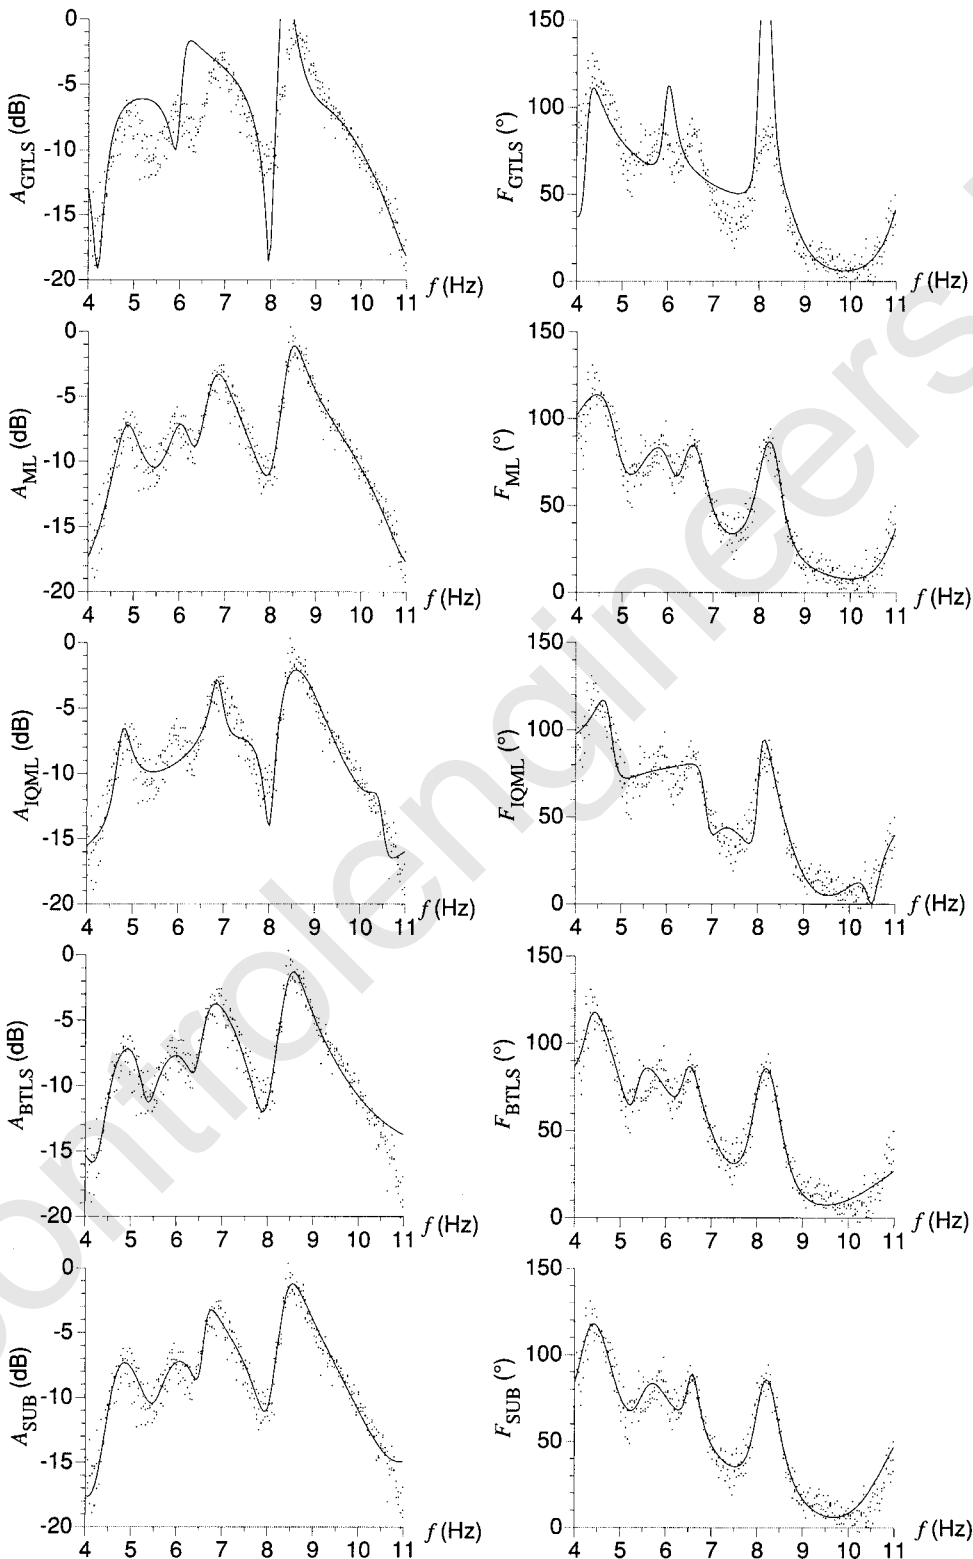 A_GTLS (dB)
0
-5
-10
-15
-20
4 5 6 7 8 9 10 11 f (Hz)
F_GTLS (°)
150
100
50
0
4 5 6 7 8 9 10 11 f (Hz)
A_ML (dB)
0
-5
-10
-15
-20
4 5 6 7 8 9 10 11 f (Hz)
F_ML (°)
150
100
50
0
4 5 6 7 8 9 10 11 f (Hz)
A_IQML (dB)
0
-5
-10
-15
-20
4 5 6 7 8 9 10 11 f (Hz)
F_IQML (°)
150
100
50
0
4 5 6 7 8 9 10 11 f (Hz)
A_BTLS (dB)
0
-5
-10
-15
-20
4 5 6 7 8 9 10 11 f (Hz)
F_BTLS (°)
150
100
50
0
4 5 6 7 8 9 10 11 f (Hz)
A_SUB (dB)
0
-5
-10
-15
-20
4 5 6 7 8 9 10 11 f (Hz)
F_SUB (°)
150
100
50
0
4 5 6 7 8 9 10 11 f (Hz)
ontrolengineers